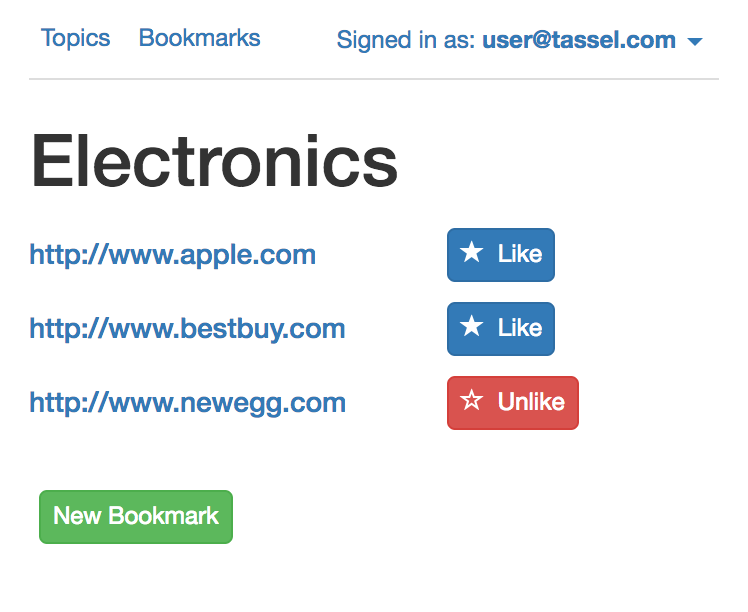 Topics Bookmarks Signed in as: user@tassel.com
Electronics
http://www.apple.com Like
http://www.bestbuy.com Like
http://www.newegg.com Unlike
New Bookmark